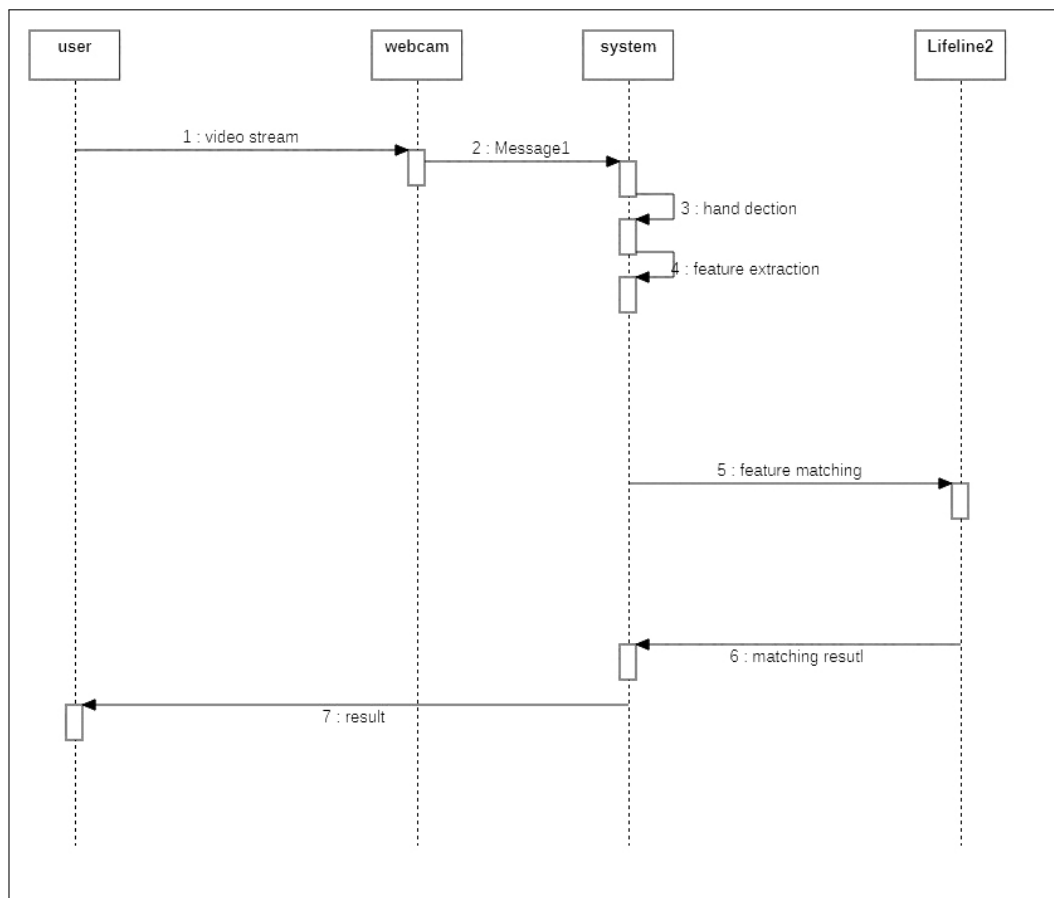 user
webcam
system
Lifeline2
1 : video stream
2 : Message1
3 : hand dection
4 : feature extraction
5 : feature matching
6 : matching resutl
7 : result